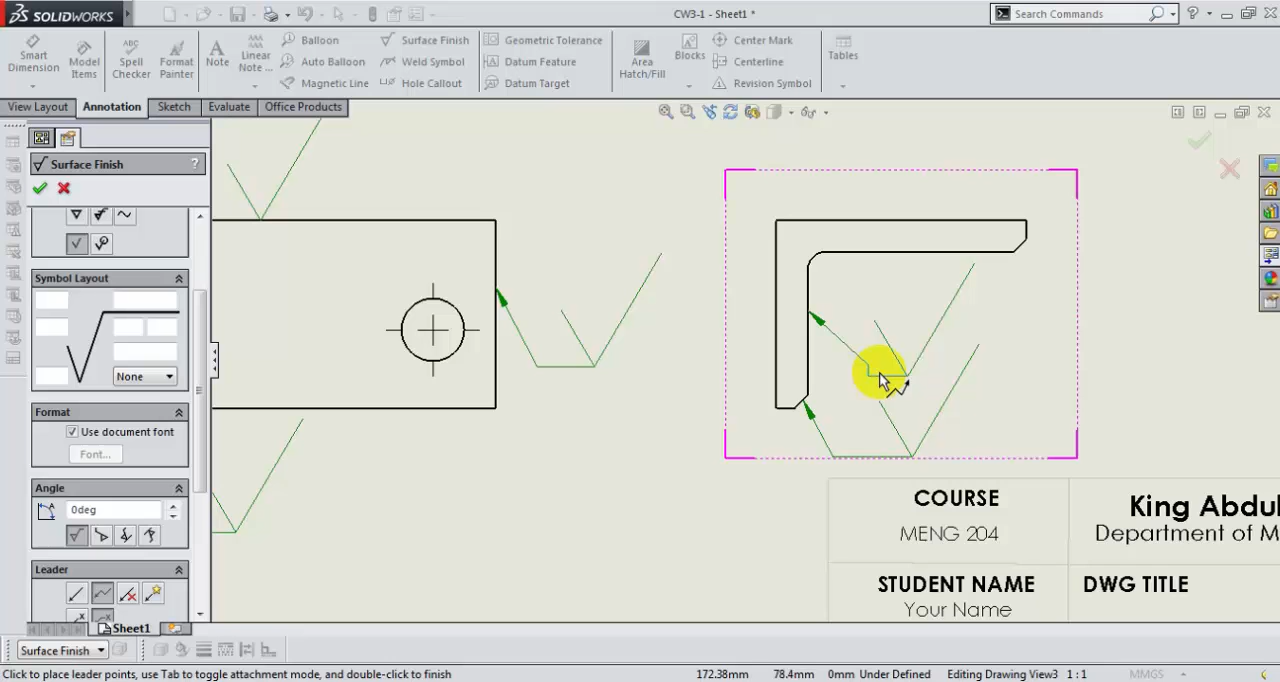 SOLIDWORKS
CW3-1 - Sheet1 *
Search Commands
Smart Dimension
Model Items
Spell Checker
Format Painter
Note
Linear Note ...
Balloon
Auto Balloon
Magnetic Line
Surface Finish
Weld Symbol
Hole Callout
Geometric Tolerance
Datum Feature
Datum Target
Area Hatch/Fill
Blocks
Center Mark
Centerline
Revision Symbol
Tables
View Layout
Annotation
Sketch
Evaluate
Office Products
Surface Finish
?
Symbol Layout
None
Format
Use document font
Font...
Angle
0deg
Leader
Sheet1
COURSE
MENG 204
King Abdul
Department of M
STUDENT NAME
Your Name
DWG TITLE
Surface Finish
Click to place leader points, use Tab to toggle attachment mode, and double-click to finish
172.38mm 78.4mm 0mm Under Defined Editing Drawing View3 1 : 1 MMGS